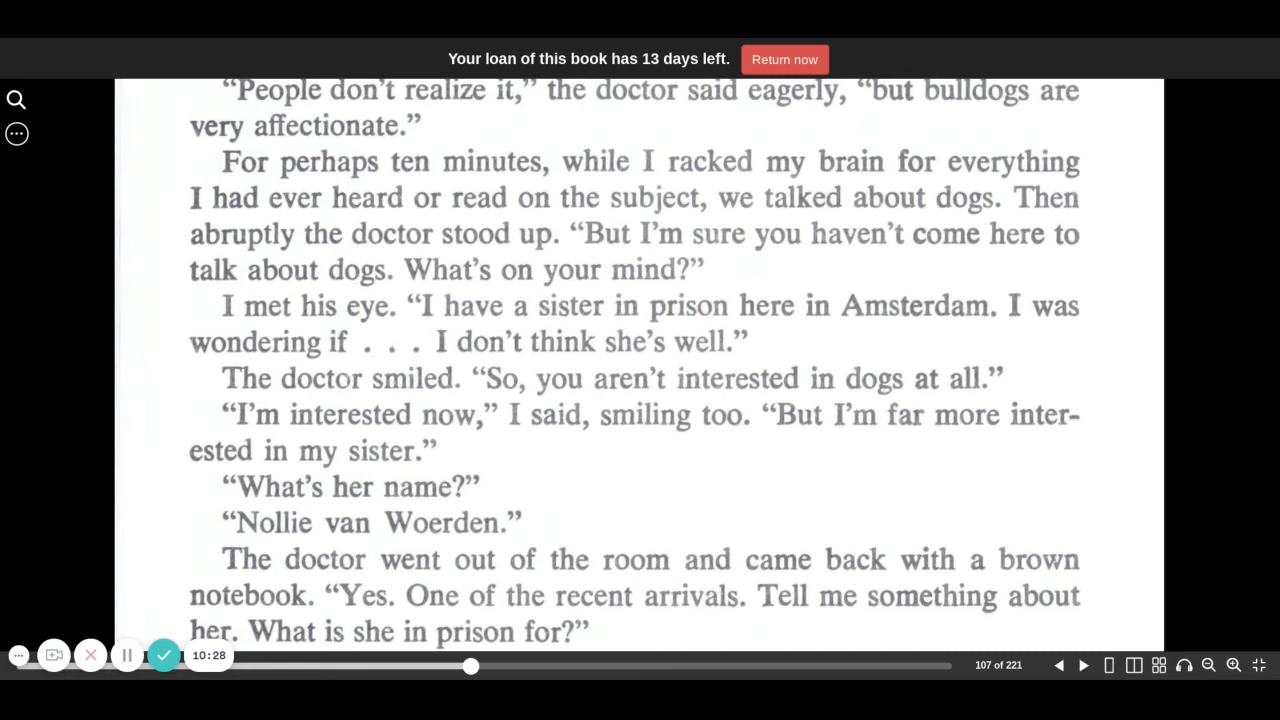 Your loan of this book has 13 days left. Return now
“People don’t realize it,” the doctor said eagerly, “but bulldogs are
very affectionate.”
For perhaps ten minutes, while I racked my brain for everything
I had ever heard or read on the subject, we talked about dogs. Then
abruptly the doctor stood up. “But I’m sure you haven’t come here to
talk about dogs. What’s on your mind?”
I met his eye. “I have a sister in prison here in Amsterdam. I was
wondering if . . . I don’t think she’s well.”
The doctor smiled. “So, you aren’t interested in dogs at all.”
“I’m interested now,” I said, smiling too. “But I’m far more inter-
ested in my sister.”
“What’s her name?”
“Nollie van Woerden.”
The doctor went out of the room and came back with a brown
notebook. “Yes. One of the recent arrivals. Tell me something about
her. What is she in prison for?”
10:28
107 of 221